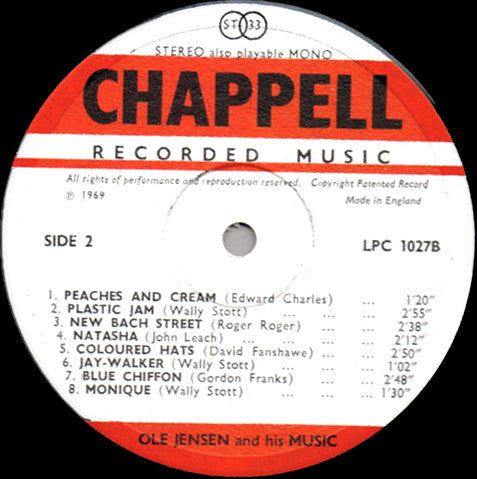 ST 33
STEREO also playable MONO
CHAPPELL
RECORDED MUSIC
All rights of performance and reproduction reserved. Copyright Patented Record
℗ 1969 Made in England
SIDE 2 LPC 1027B
1. PEACHES AND CREAM (Edward Charles) ... 1'20"
2. PLASTIC JAM (Wally Stott) ... ... ... 2'55"
3. NEW BACH STREET (Roger Roger) ... ... 2'38"
4. NATASHA (John Leach) ... ... ... ... 2'12"
5. COLOURED HATS (David Fanshawe) ... ... 2'50"
6. JAY-WALKER (Wally Stott) ... ... ... 1'02"
7. BLUE CHIFFON (Gordon Franks) ... ... 2'48"
8. MONIQUE (Wally Stott) ... ... ... 1'30"
OLE JENSEN and his MUSIC